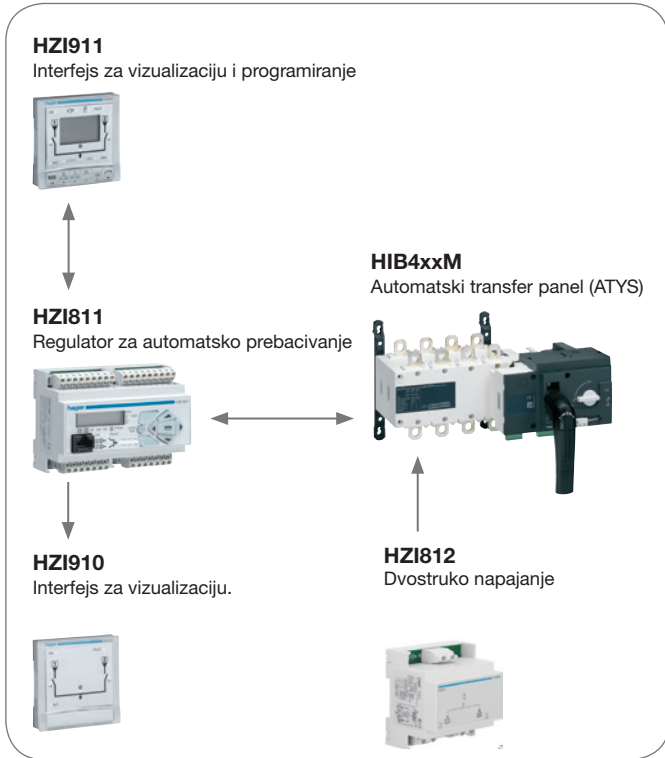 HZI911
Interfejs za vizualizaciju i programiranje
HIB4xxM
Automatski transfer panel (ATYS)
HZI811
Regulator za automatsko prebacivanje
hager
HZI910
Interfejs za vizualizaciju.
HZI812
Dvostruko napajanje